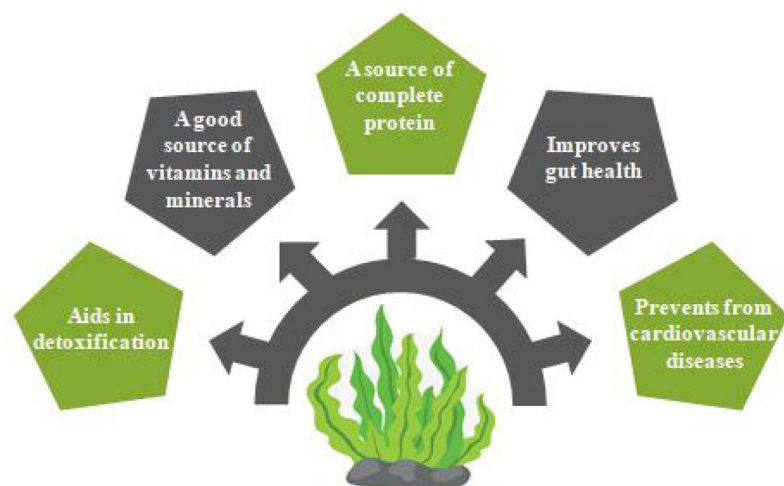 Aids in
detoxification
A good
source of
vitamins and
minerals
A source of
complete
protein
Improves
gut health
Prevents from
cardiovascular
diseases